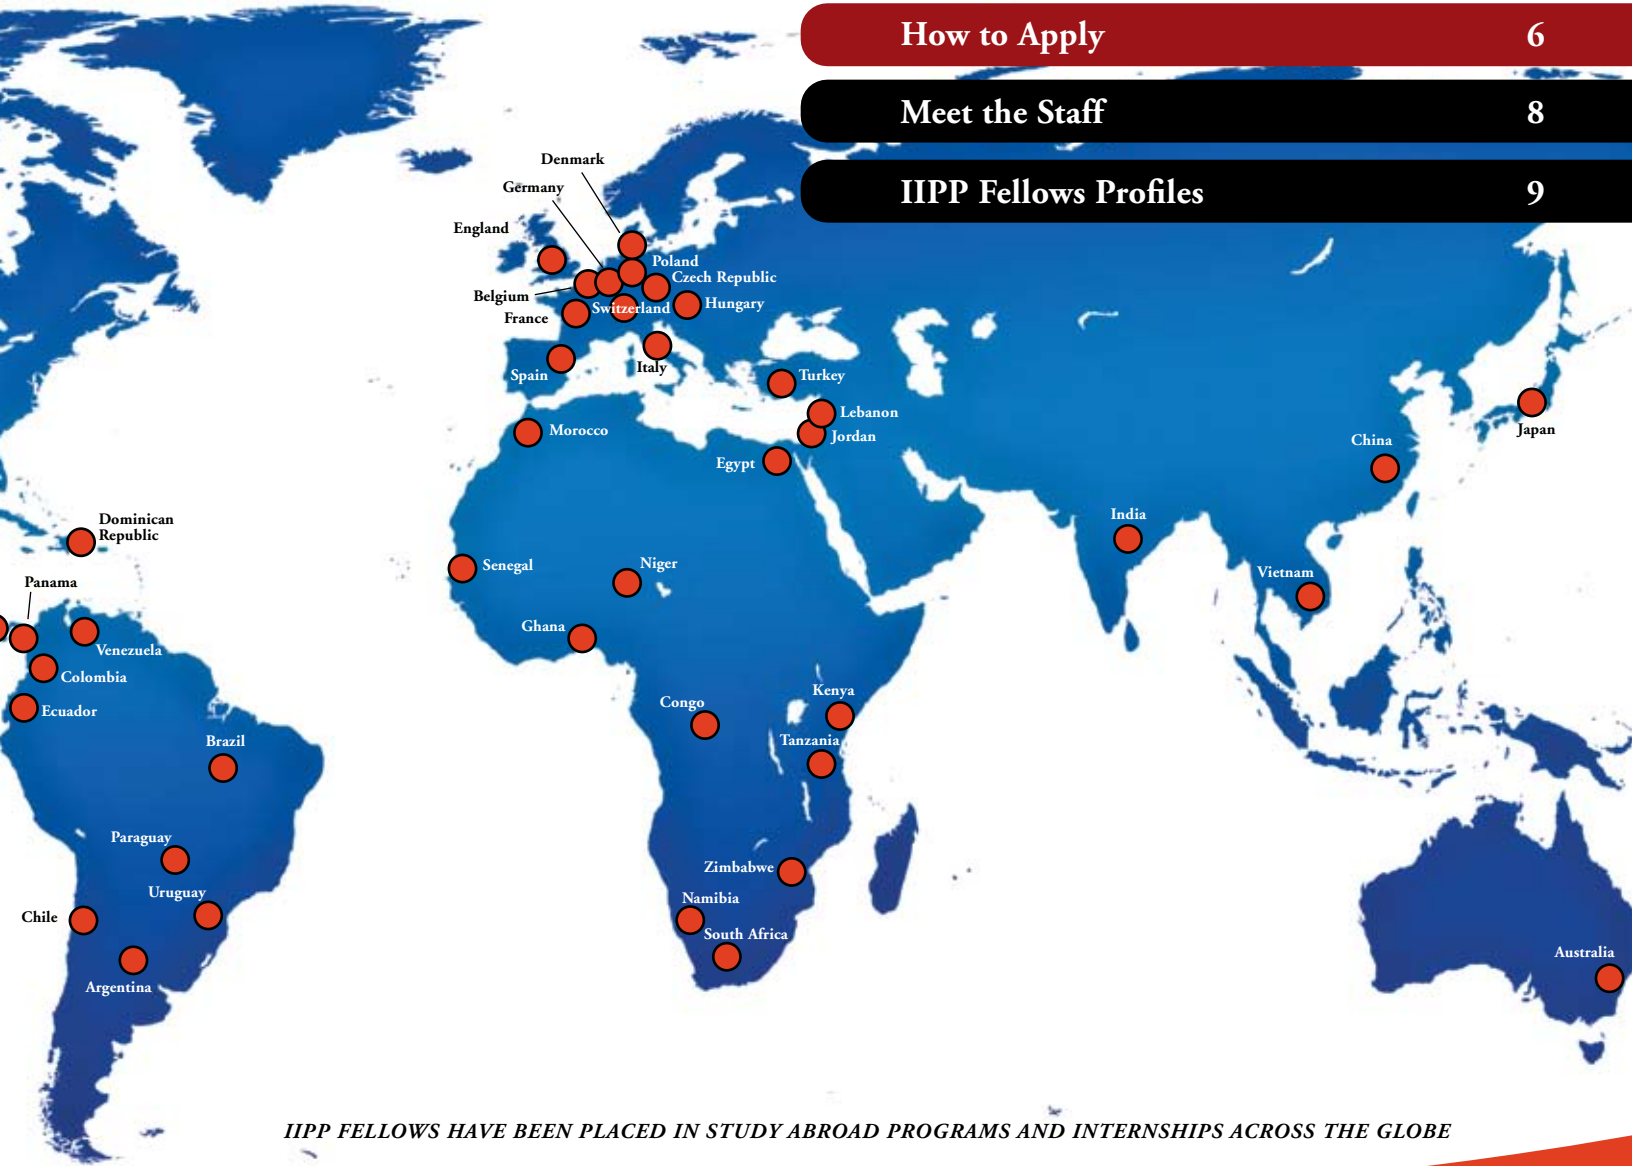 How to Apply 6
Meet the Staff 8
IIPP Fellows Profiles 9
Denmark
Germany
England
Poland
Czech Republic
Belgium
Switzerland
Hungary
France
Italy
Spain
Turkey
Lebanon
Morocco
Jordan
Egypt
Japan
China
India
Dominican
Republic
Senegal
Niger
Vietnam
Panama
Ghana
Venezuela
Colombia
Ecuador
Kenya
Congo
Brazil
Tanzania
Paraguay
Zimbabwe
Uruguay
Namibia
Chile
South Africa
Australia
Argentina
IIPP FELLOWS HAVE BEEN PLACED IN STUDY ABROAD PROGRAMS AND INTERNSHIPS ACROSS THE GLOBE